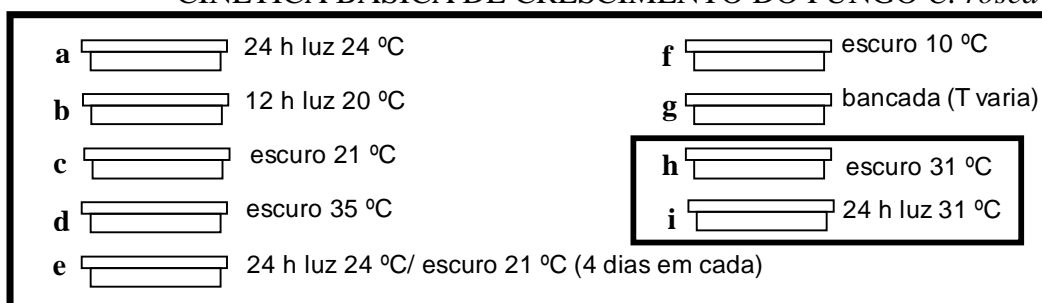 CINÉTICA BÁSICA DE CRESCIMENTO DO FUNGO C. rosea
a 24 h luz 24 ºC
b 12 h luz 20 ºC
c escuro 21 ºC
d escuro 35 ºC
e 24 h luz 24 ºC/ escuro 21 ºC (4 dias em cada)
f escuro 10 ºC
g bancada (T varia)
h escuro 31 ºC
i 24 h luz 31 ºC